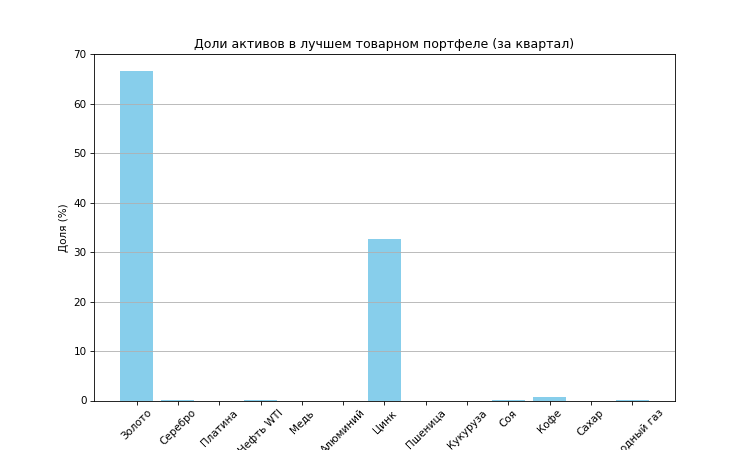 Доли активов в лучшем товарном портфеле (за квартал)
Доля (%)
70
60
50
40
30
20
10
0
Золото
Серебро
Платина
Нефть WTI
Медь
Алюминий
Цинк
Пшеница
Кукуруза
Соя
Кофе
Сахар
газ